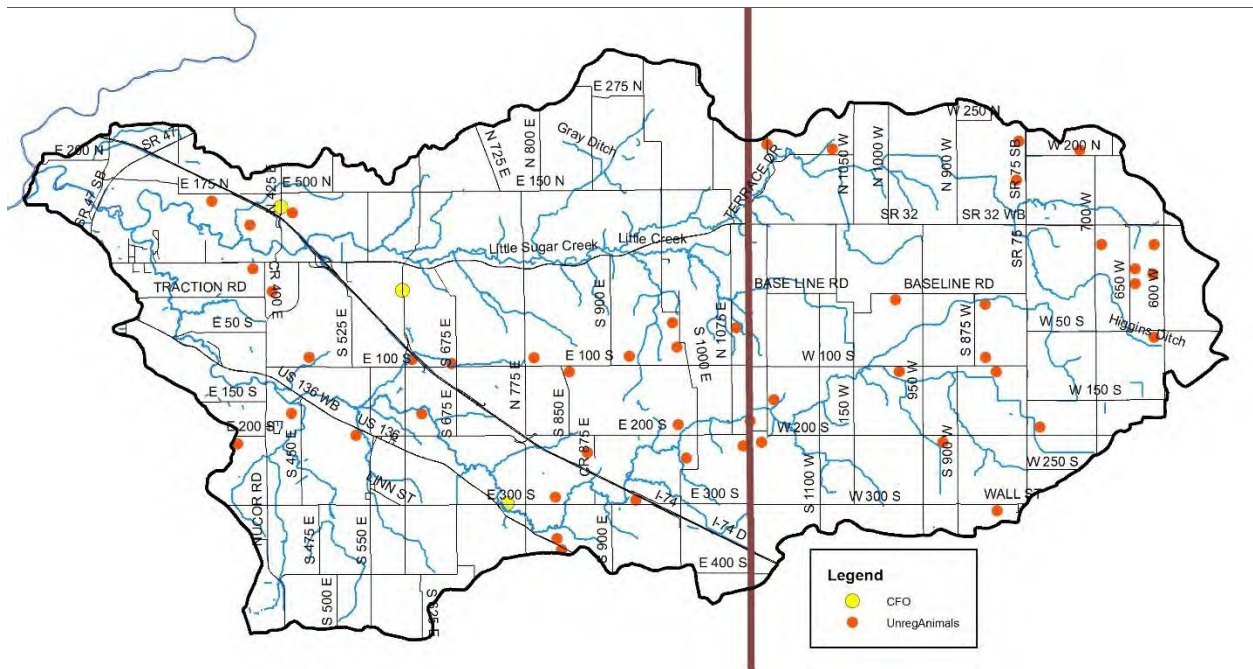 E 275 N
W 250 N
SR 47
E 200 N
N 725 E
N 800 E
Gray Ditch
TERRACE DR
N 1050 W
N 1000 W
N 900 W
SR 75 SB
W 200 N
SR 47 SB
E 175 N
N 425 E
E 500 N
E 150 N
SR 32
SR 32 WB
700 W
Little Sugar Creek
Little Creek
SR 75
CR 400 E
TRACTION RD
BASE LINE RD
BASELINE RD
650 W
600 W
E 50 S
S 525 E
S 675 E
S 900 E
S 1000 E
N 1075 E
S 875 W
W 50 S
Higgins Ditch
E 100 S
E 100 S
W 100 S
E 150 S
US 136 WB
S 675 E
N 775 E
S 850 E
150 W
950 W
W 150 S
E 200 S
S 450 E
US 136
CR 875 E
E 200 S
W 200 S
S 900 W
W 250 S
NUCOR RD
LINN ST
E 300 S
I-74
E 300 S
S 1100 W
W 300 S
WALL ST
S 475 E
S 550 E
S 900 E
I-74 D
E 400 S
S 500 E
S 625 E
Legend
CFO
UnregAnimals